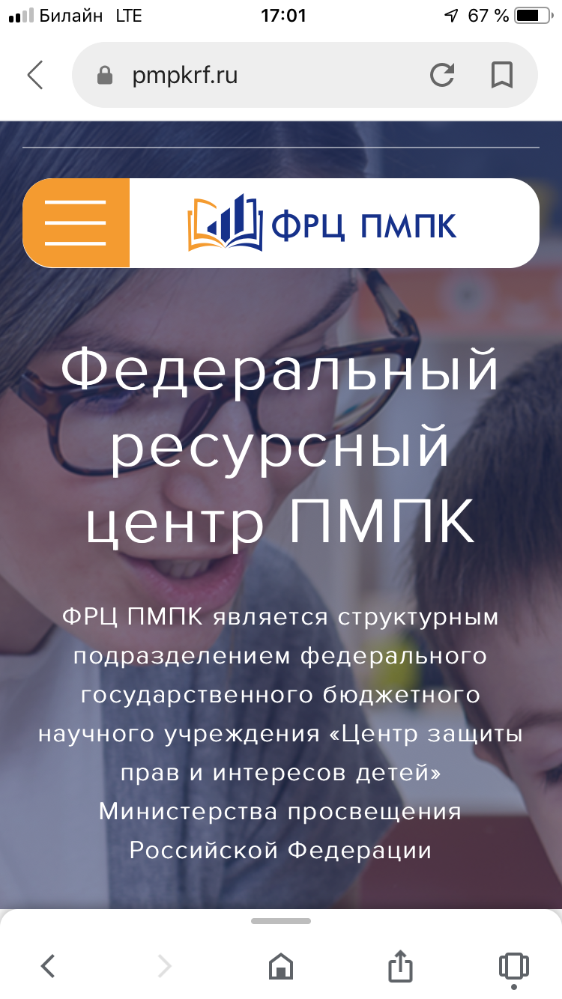 Билайн LTE 17:01 67 %
pmpkrf.ru
ФРЦ ПМПК
Федеральный
ресурсный
центр ПМПК
ФРЦ ПМПК является структурным
подразделением федерального
государственного бюджетного
научного учреждения «Центр защиты
прав и интересов детей»
Министерства просвещения
Российской Федерации